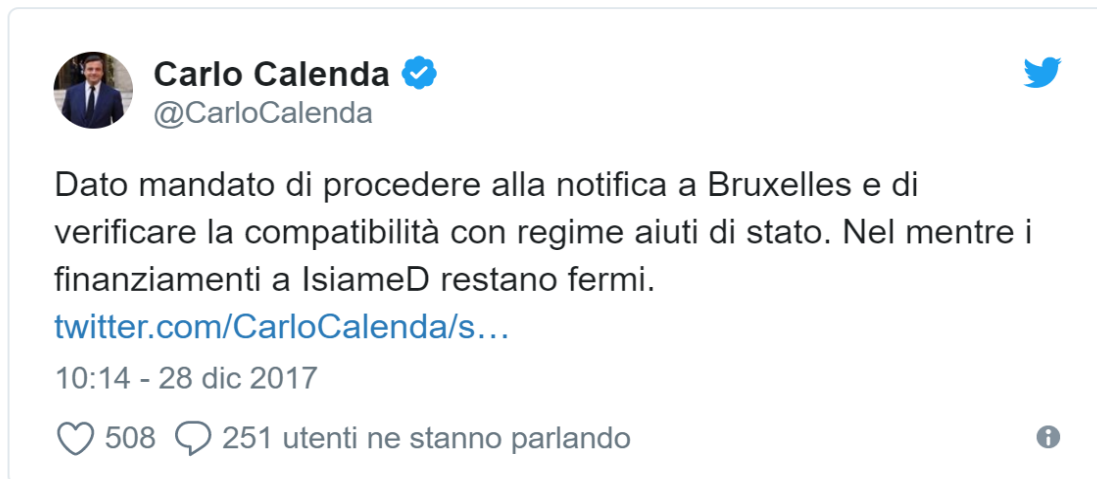 Carlo Calenda
@CarloCalenda
Dato mandato di procedere alla notifica a Bruxelles e di
verificare la compatibilità con regime aiuti di stato. Nel mentre i
finanziamenti a IsiameD restano fermi.
twitter.com/CarloCalenda/s…
10:14 - 28 dic 2017
508 251 utenti ne stanno parlando